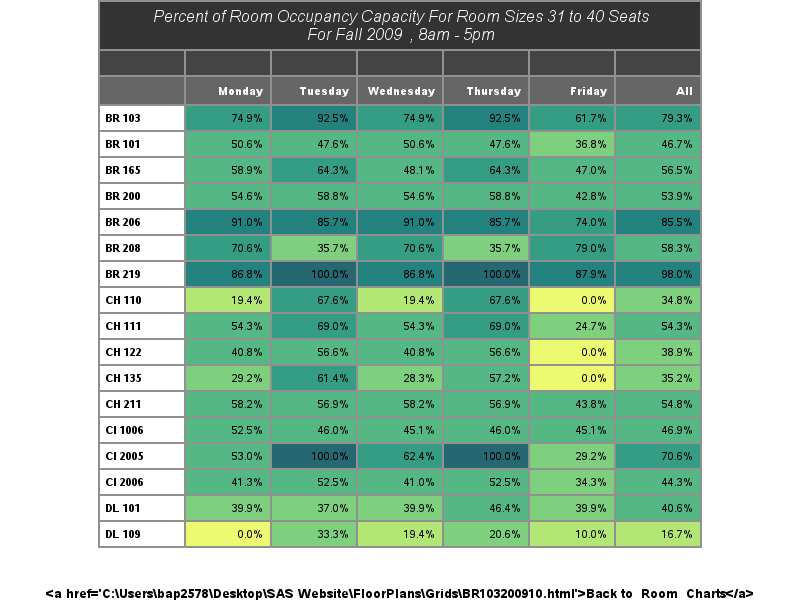 Percent of Room Occupancy Capacity For Room Sizes 31 to 40 Seats
For Fall 2009 , 8am - 5pm
Monday Tuesday Wednesday Thursday Friday All
BR 103 74.9% 92.5% 74.9% 92.5% 61.7% 79.3%
BR 101 50.6% 47.6% 50.6% 47.6% 36.8% 46.7%
BR 165 58.9% 64.3% 48.1% 64.3% 47.0% 56.5%
BR 200 54.6% 58.8% 54.6% 58.8% 42.8% 53.9%
BR 206 91.0% 85.7% 91.0% 85.7% 74.0% 85.5%
BR 208 70.6% 35.7% 70.6% 35.7% 79.0% 58.3%
BR 219 86.8% 100.0% 86.8% 100.0% 87.9% 98.0%
CH 110 19.4% 67.6% 19.4% 67.6% 0.0% 34.8%
CH 111 54.3% 69.0% 54.3% 69.0% 24.7% 54.3%
CH 122 40.8% 56.6% 40.8% 56.6% 0.0% 38.9%
CH 135 29.2% 61.4% 28.3% 57.2% 0.0% 35.2%
CH 211 58.2% 56.9% 58.2% 56.9% 43.8% 54.8%
CI 1006 52.5% 46.0% 45.1% 46.0% 45.1% 46.9%
CI 2005 53.0% 100.0% 62.4% 100.0% 29.2% 70.6%
CI 2006 41.3% 52.5% 41.0% 52.5% 34.3% 44.3%
DL 101 39.9% 37.0% 39.9% 46.4% 39.9% 40.6%
DL 109 0.0% 33.3% 19.4% 20.6% 10.0% 16.7%
<a href='C:\Users\bap2578\Desktop\SAS Website\FloorPlans\Grids\BR103200910.html'>Back to Room Charts</a>